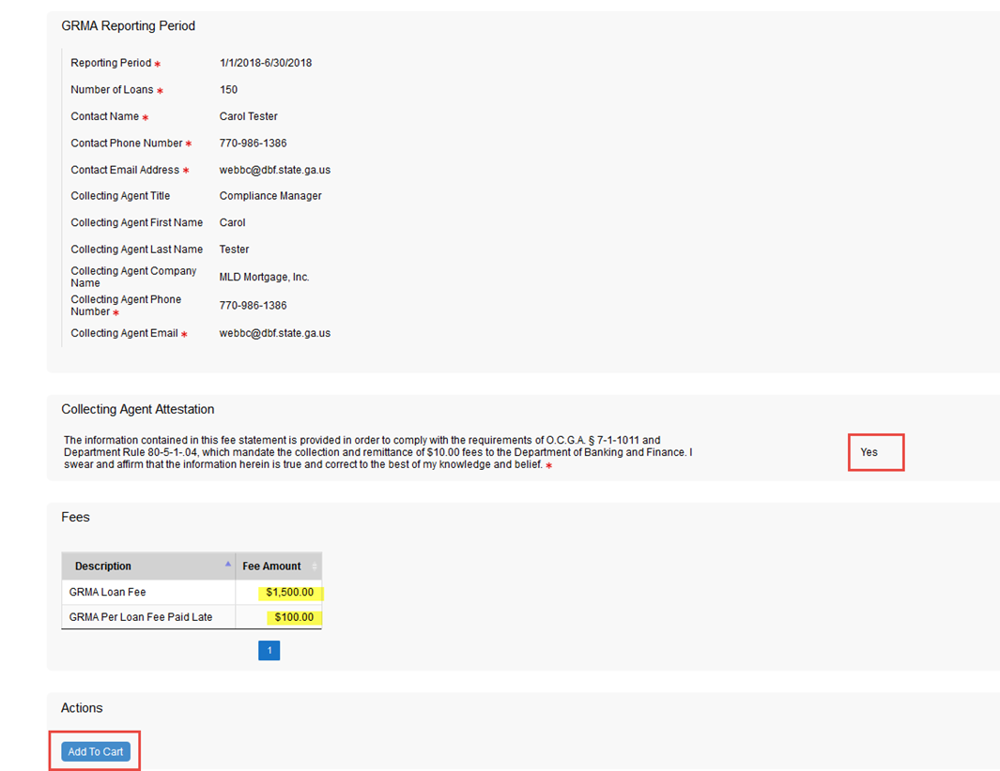 GRMA Reporting Period
Reporting Period * 1/1/2018-6/30/2018
Number of Loans * 150
Contact Name * Carol Tester
Contact Phone Number * 770-986-1386
Contact Email Address * webbc@dbf.state.ga.us
Collecting Agent Title Compliance Manager
Collecting Agent First Name Carol
Collecting Agent Last Name Tester
Collecting Agent Company
Name
MLD Mortgage, Inc.
Collecting Agent Phone
Number *
770-986-1386
Collecting Agent Email * webbc@dbf.state.ga.us
Collecting Agent Attestation
The information contained in this fee statement is provided in order to comply with the requirements of O.C.G.A. § 7-1-1011 and
Department Rule 80-5-1-.04, which mandate the collection and remittance of $10.00 fees to the Department of Banking and Finance. I
swear and affirm that the information herein is true and correct to the best of my knowledge and belief. *
Yes
Fees
Description Fee Amount
GRMA Loan Fee $1,500.00
GRMA Per Loan Fee Paid Late $100.00
1
Actions
Add To Cart